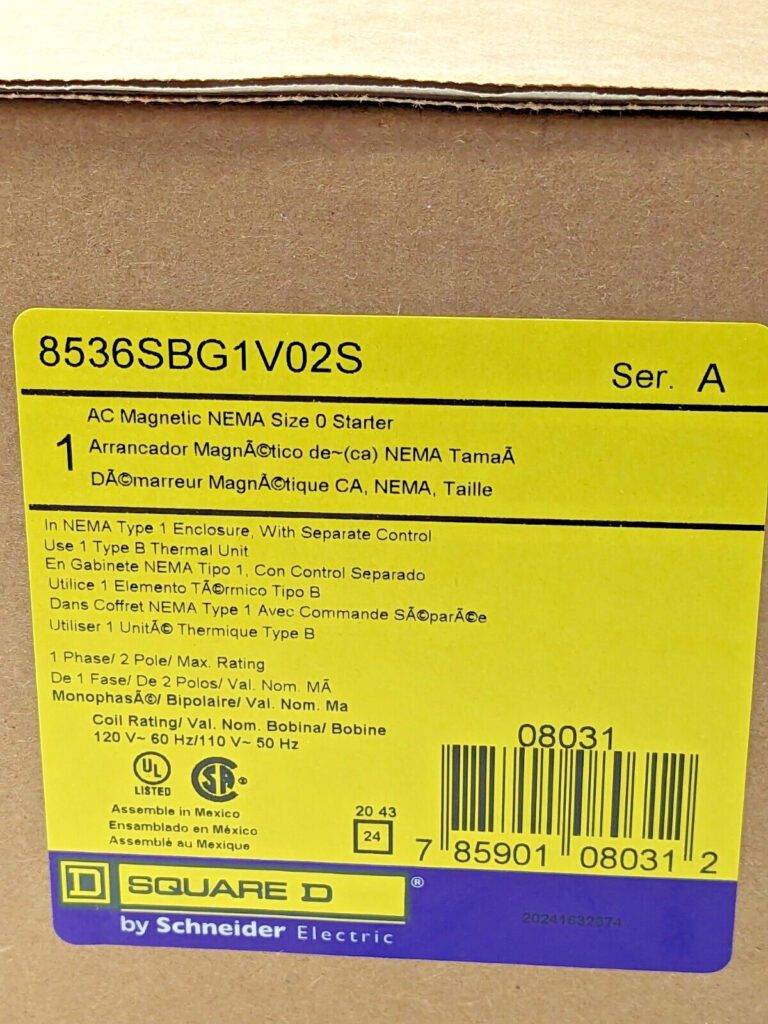 8536SBG1V02S
Ser. A
1
AC Magnetic NEMA Size 0 Starter
Arrancador MagnÃ©tico de~(ca) NEMA TamaÃ
DÃ©marreur MagnÃ©tique CA, NEMA, Taille
In NEMA Type 1 Enclosure, With Separate Control
Use 1 Type B Thermal Unit
En Gabinete NEMA Tipo 1, Con Control Separado
Utilice 1 Elemento TÃ©rmico Tipo B
Dans Coffret NEMA Type 1 Avec Commande SÃ©parÃ©e
Utiliser 1 UnitÃ© Thermique Type B
1 Phase/ 2 Pole/ Max. Rating
De 1 Fase/ De 2 Polos/ Val. Nom. MÃ
MonophasÃ©/ Bipolaire/ Val. Nom. Ma
Coil Rating/ Val. Nom. Bobina/ Bobine
120 V~ 60 Hz/110 V~ 50 Hz
UL
LISTED
SA ®
Assemble in Mexico
Ensamblado en México
Assemblé au Mexique
20 43
24
08031
7 85901 08031 2
D SQUARE D ®
by Schneider Electric